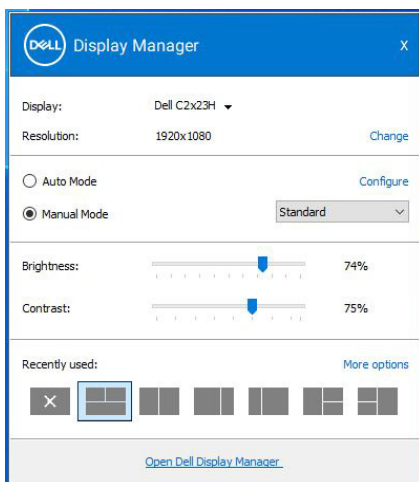 DELL Display Manager X
Display: Dell C2x23H
Resolution: 1920x1080 Change
Auto Mode Configure
Manual Mode Standard
Brightness: 74%
Contrast: 75%
Recently used: More options
Open Dell Display Manager